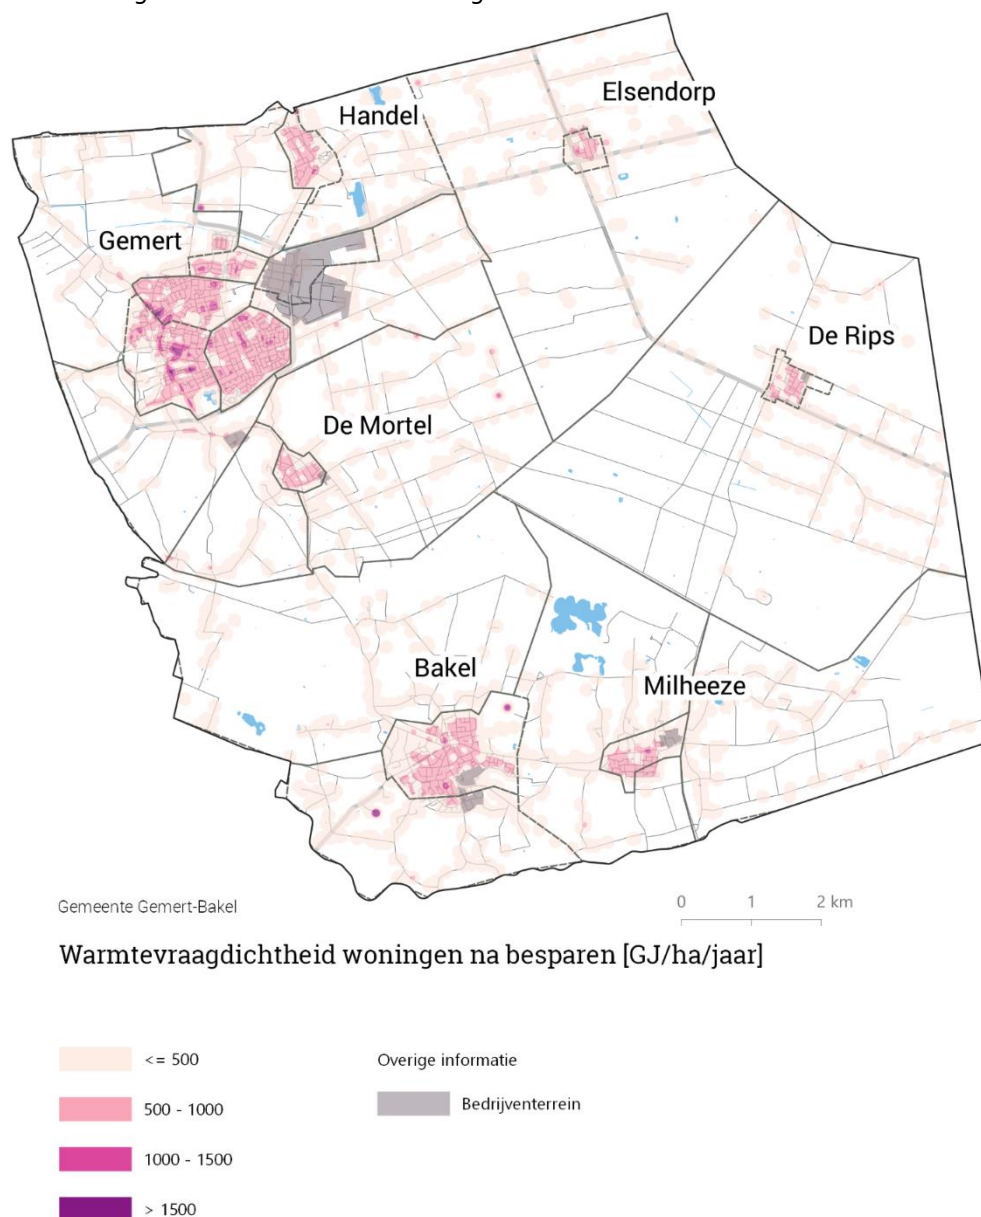 Handel
Elsendorp
Gemert
De Rips
De Mortel
Bakel
Milheeze
Gemeente Gemert-Bakel
0 1 2 km
Warmtevraagdichtheid woningen na besparen [GJ/ha/jaar]
<= 500
Overige informatie
500 - 1000
Bedrijventerrein
1000 - 1500
> 1500